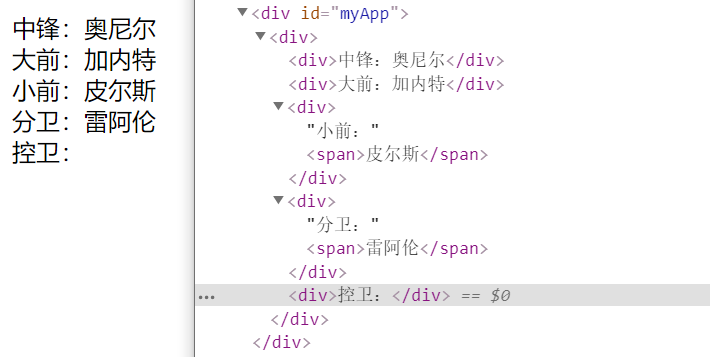 中锋：奥尼尔
大前：加内特
小前：皮尔斯
分卫：雷阿伦
控卫：
<div id="myApp">
<div>
<div>中锋：奥尼尔</div>
<div>大前：加内特</div>
<div>
"小前："
<span>皮尔斯</span>
</div>
<div>
"分卫："
<span>雷阿伦</span>
</div>
<div>控卫：</div> == $0
</div>
</div>